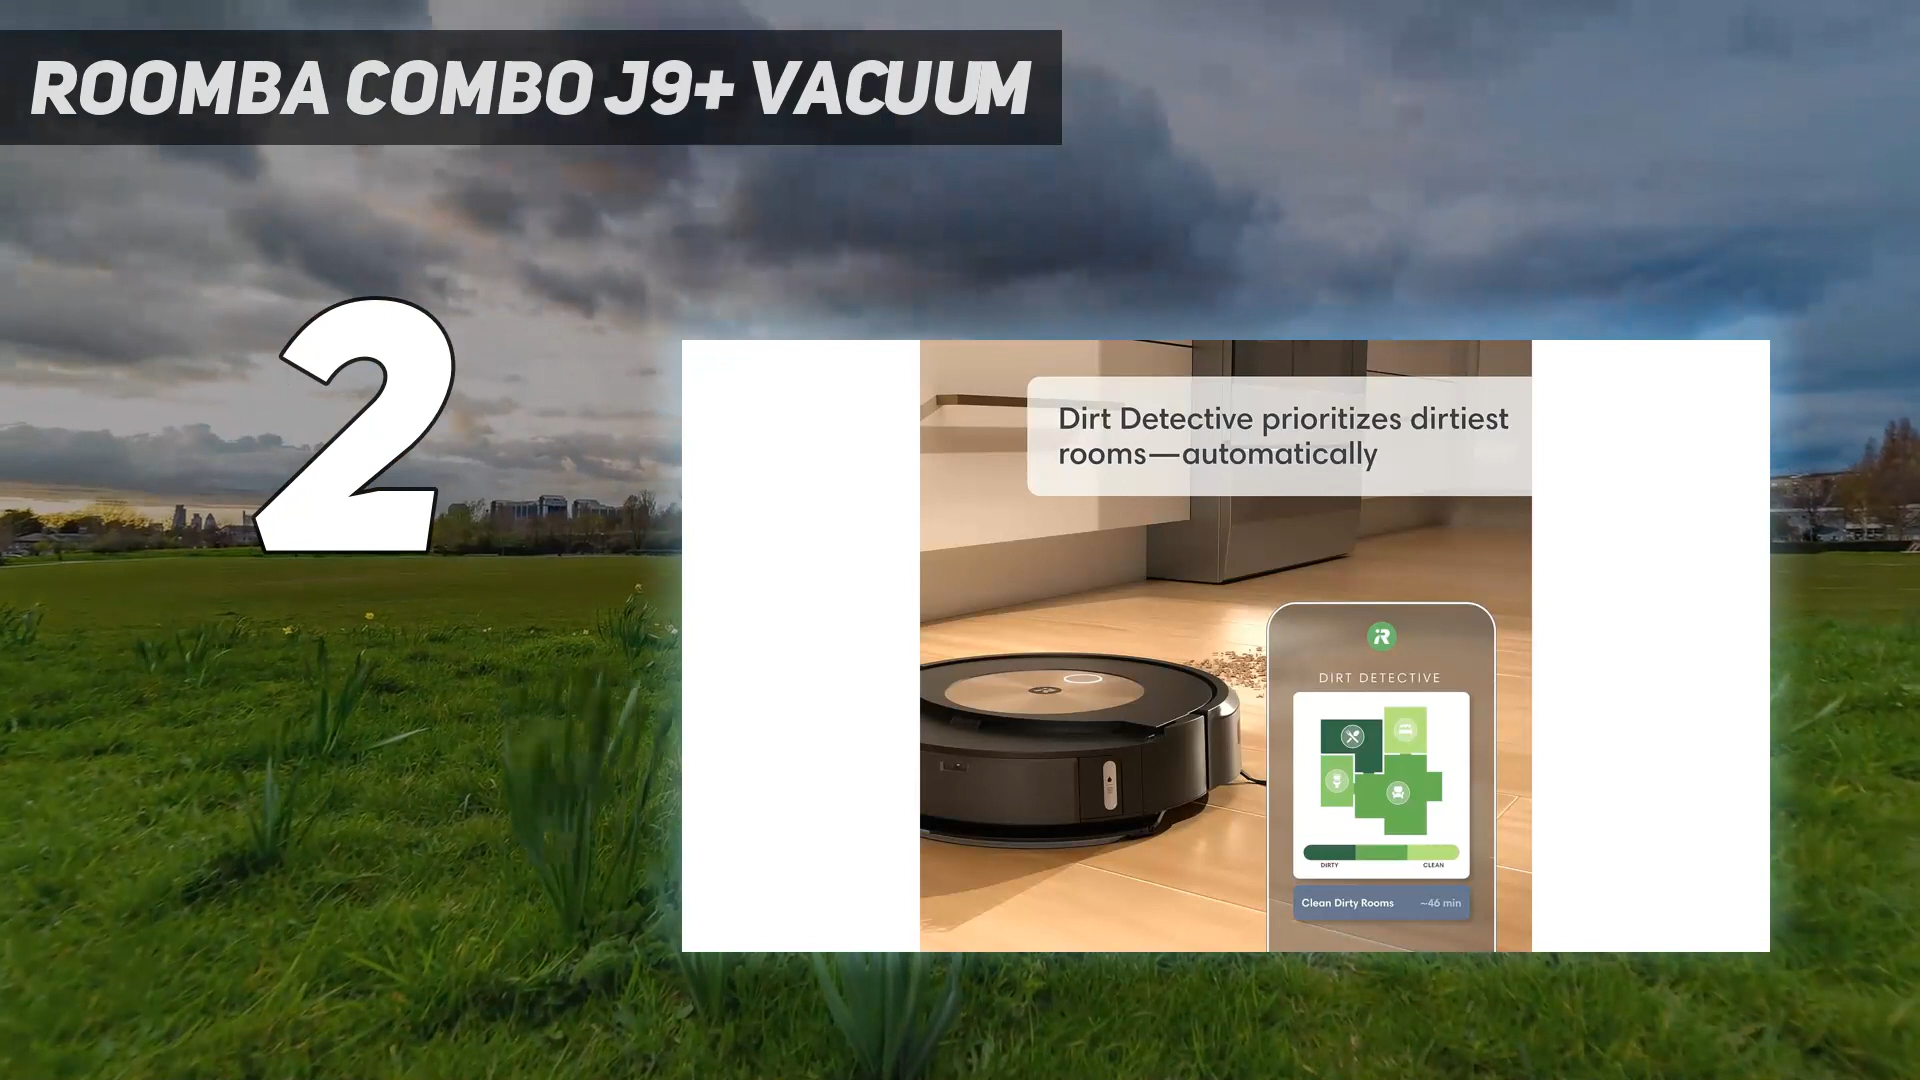 ROOMBA COMBO J9+ VACUUM
2
Dirt Detective prioritizes dirtiest
rooms—automatically
iR
DIRT DETECTIVE
DIRTY CLEAN
Clean Dirty Rooms ~46 min